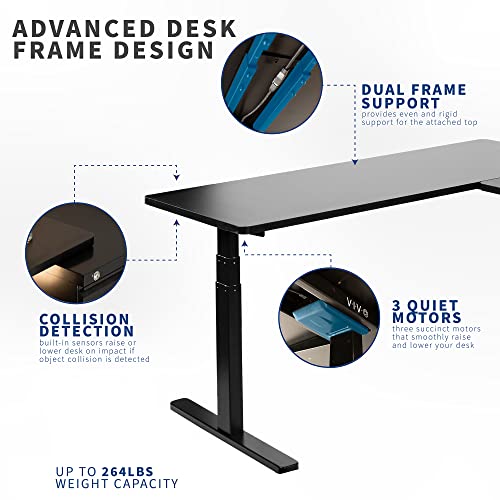 ADVANCED DESK
FRAME DESIGN
DUAL FRAME
SUPPORT
provides even and rigid
support for the attached top
COLLISION
DETECTION
built-in sensors raise or
lower desk on impact if
object collision is detected
VIVO
3 QUIET
MOTORS
three succinct motors
that smoothly raise
and lower your desk
UP TO 264LBS
WEIGHT CAPACITY